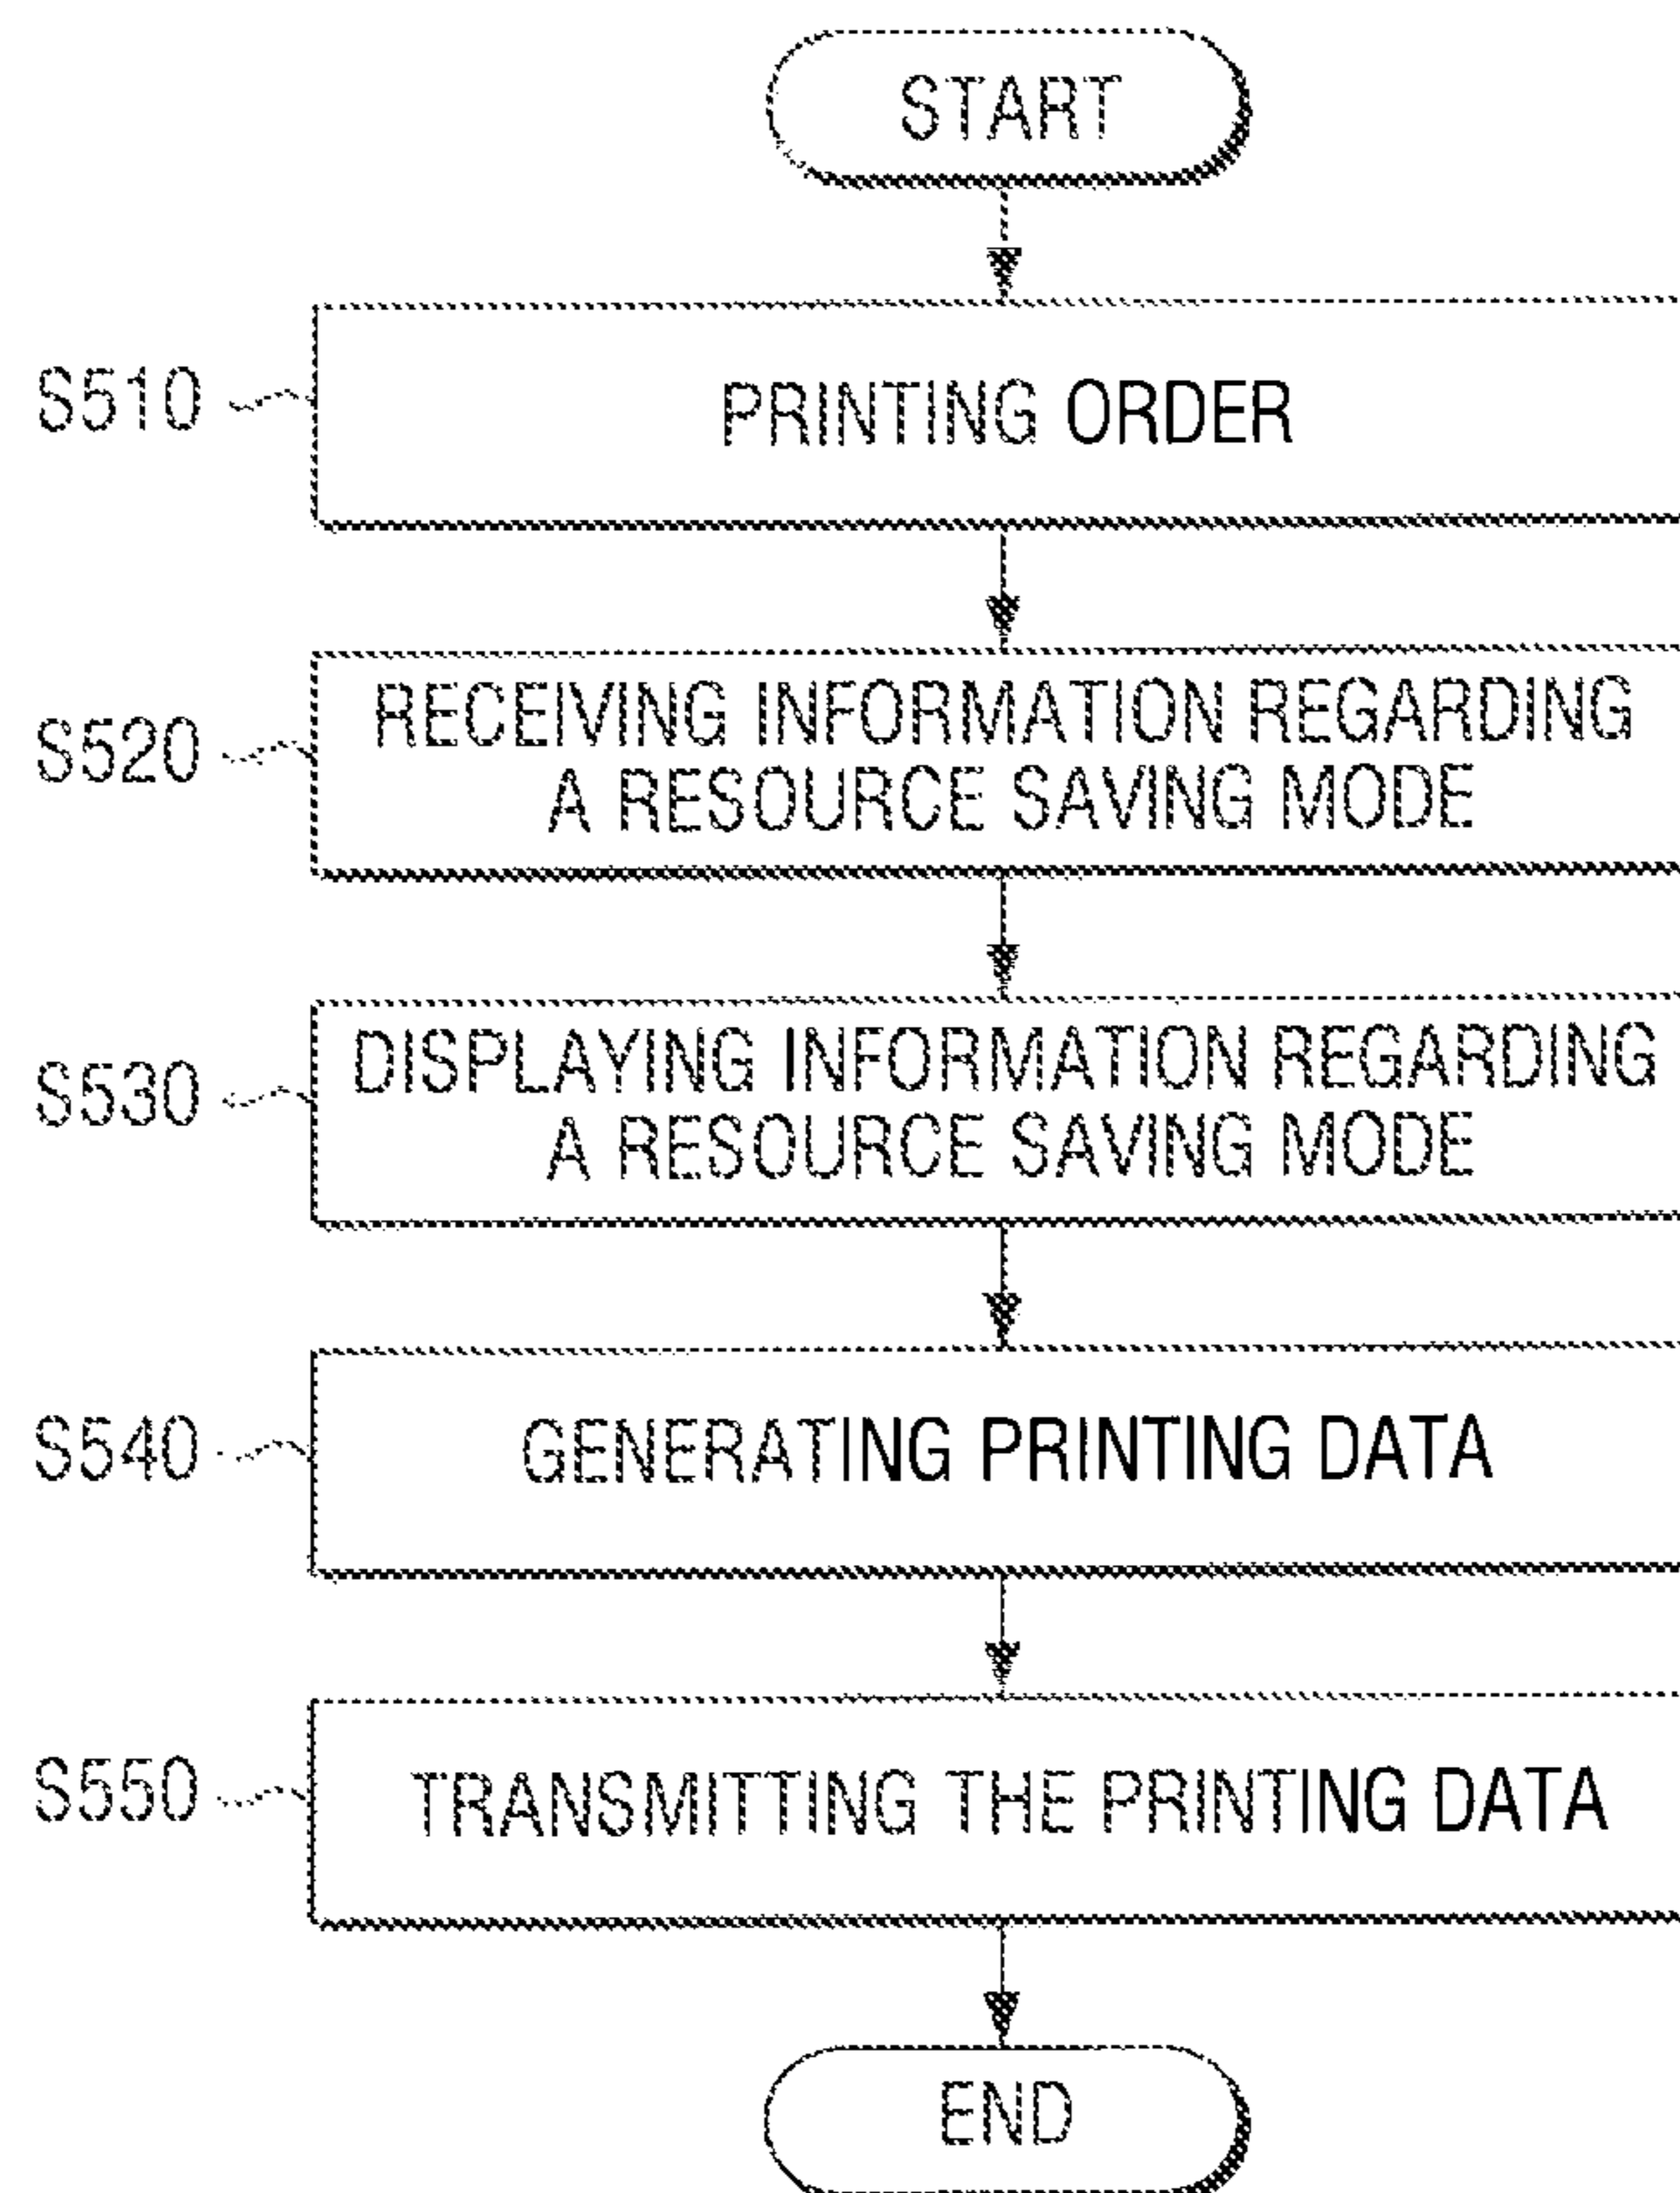 START
S510
PRINTING ORDER
S520
RECEIVING INFORMATION REGARDING
A RESOURCE SAVING MODE
S530
DISPLAYING INFORMATION REGARDING
A RESOURCE SAVING MODE
S540
GENERATING PRINTING DATA
S550
TRANSMITTING THE PRINTING DATA
END